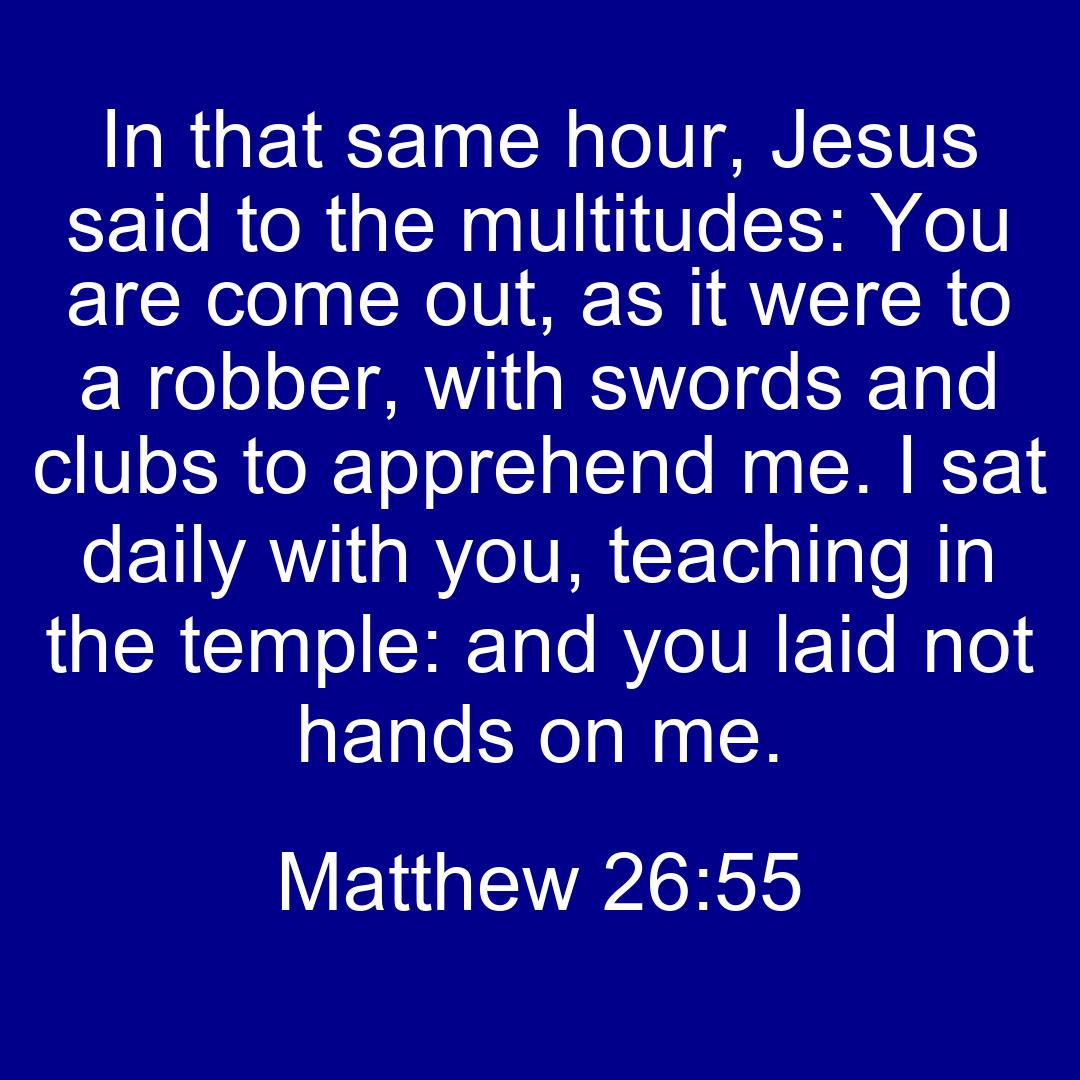 In that same hour, Jesus
said to the multitudes: You
are come out, as it were to
a robber, with swords and
clubs to apprehend me. I sat
daily with you, teaching in
the temple: and you laid not
hands on me.
Matthew 26:55